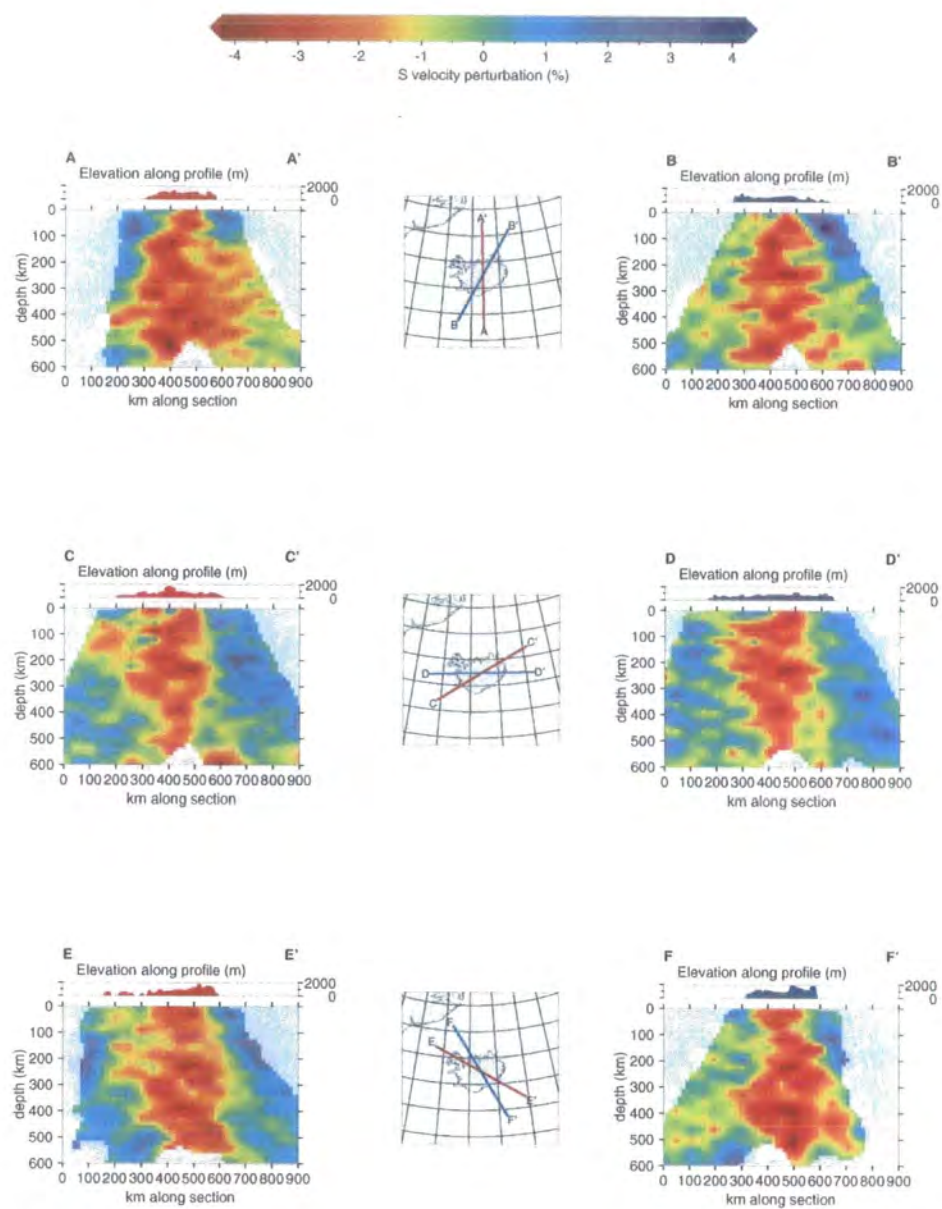 -4 -3 -2 -1 0 1 2 3 4
S velocity perturbation (%)
A A'
Elevation along profile (m)
2000
0
0
100
200
300
400
500
600
depth (km)
0 100 200 300 400 500 600 700 800 900
km along section
A'
B'
B
A
B B'
Elevation along profile (m)
2000
0
0
100
200
300
400
500
600
depth (km)
0 100 200 300 400 500 600 700 800 900
km along section
C C'
Elevation along profile (m)
2000
0
0
100
200
300
400
500
600
depth (km)
0 100 200 300 400 500 600 700 800 900
km along section
C'
D D'
C
D D'
Elevation along profile (m)
2000
0
0
100
200
300
400
500
600
depth (km)
0 100 200 300 400 500 600 700 800 900
km along section
E E'
Elevation along profile (m)
2000
0
0
100
200
300
400
500
600
depth (km)
0 100 200 300 400 500 600 700 800 900
km along section
F
E
E'
F'
F F'
Elevation along profile (m)
2000
0
0
100
200
300
400
500
600
depth (km)
0 100 200 300 400 500 600 700 800 900
km along section